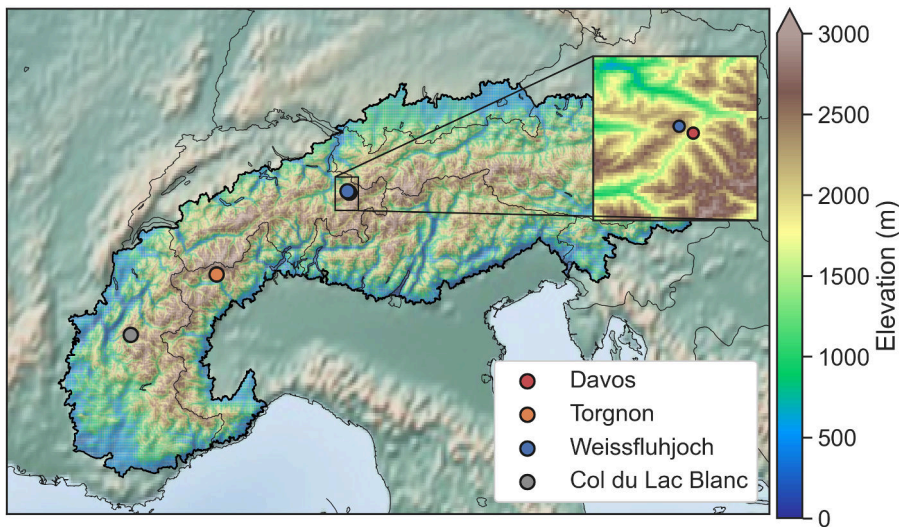 Davos
Torgnon
Weissfluhjoch
Col du Lac Blanc
3000
2500
2000
1500
1000
500
0
Elevation (m)